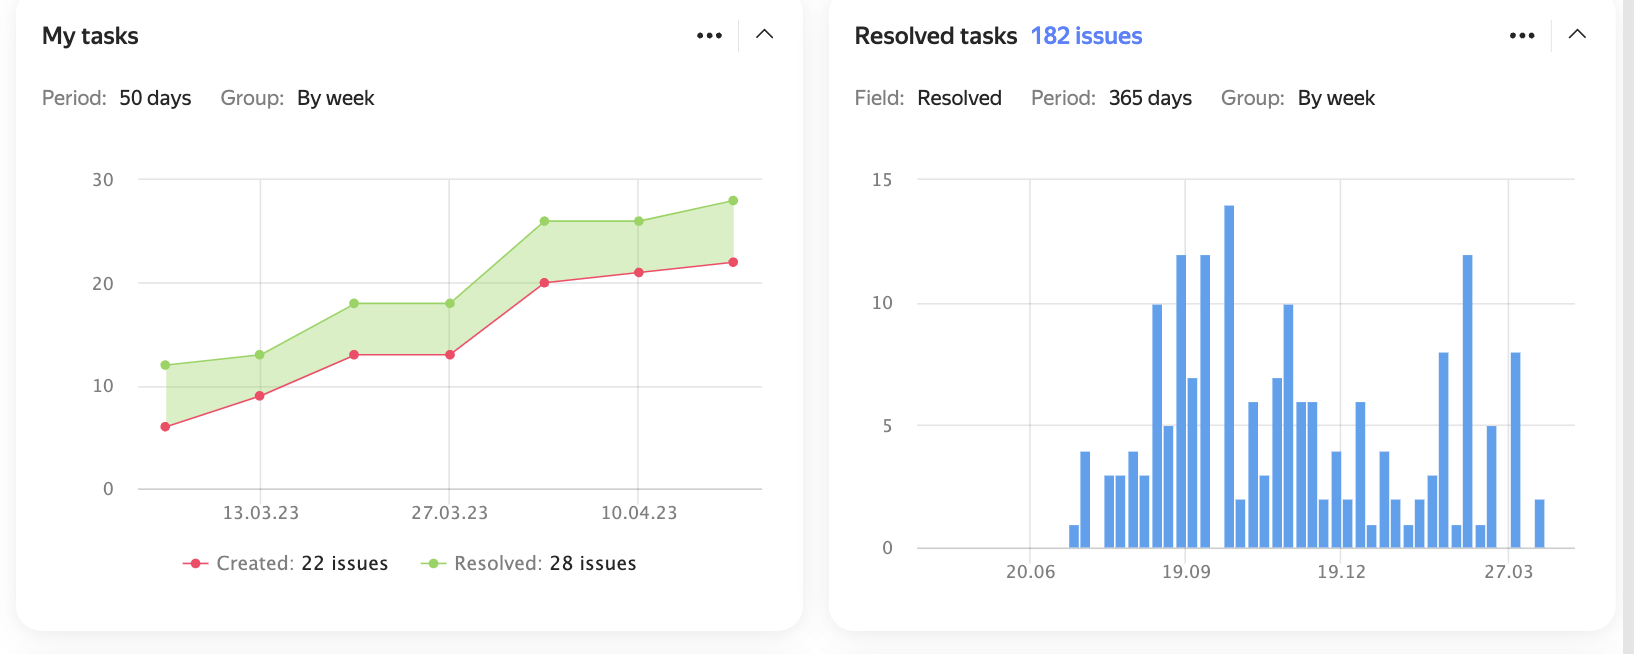 My tasks
Period: 50 days Group: By week
30
20
10
0
13.03.23 27.03.23 10.04.23
Created: 22 issues Resolved: 28 issues
Resolved tasks 182 issues
Field: Resolved Period: 365 days Group: By week
15
10
5
0
20.06 19.09 19.12 27.03